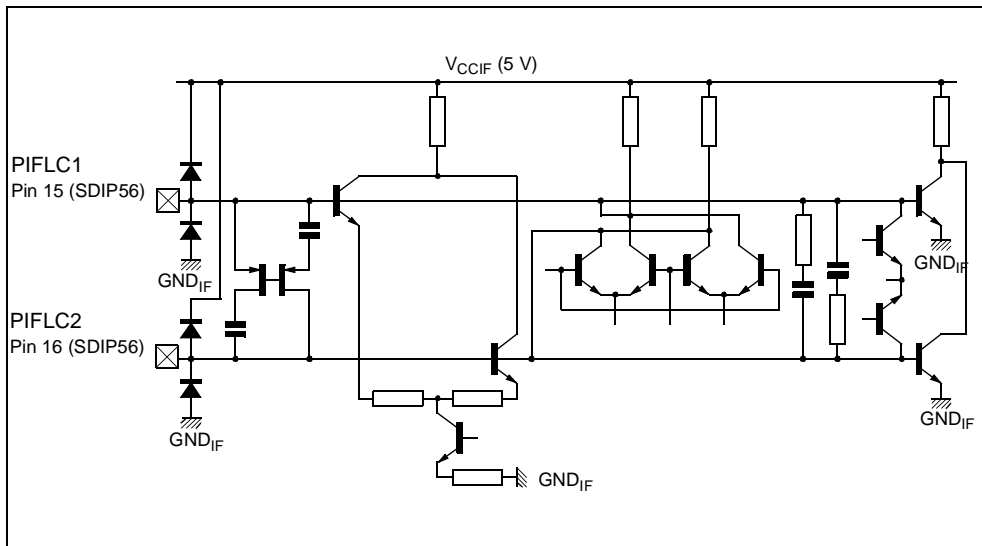 V_CCIF (5 V)
PIFLC1
Pin 15 (SDIP56)
GND_IF
GND_IF
PIFLC2
Pin 16 (SDIP56)
GND_IF
GND_IF
GND_IF